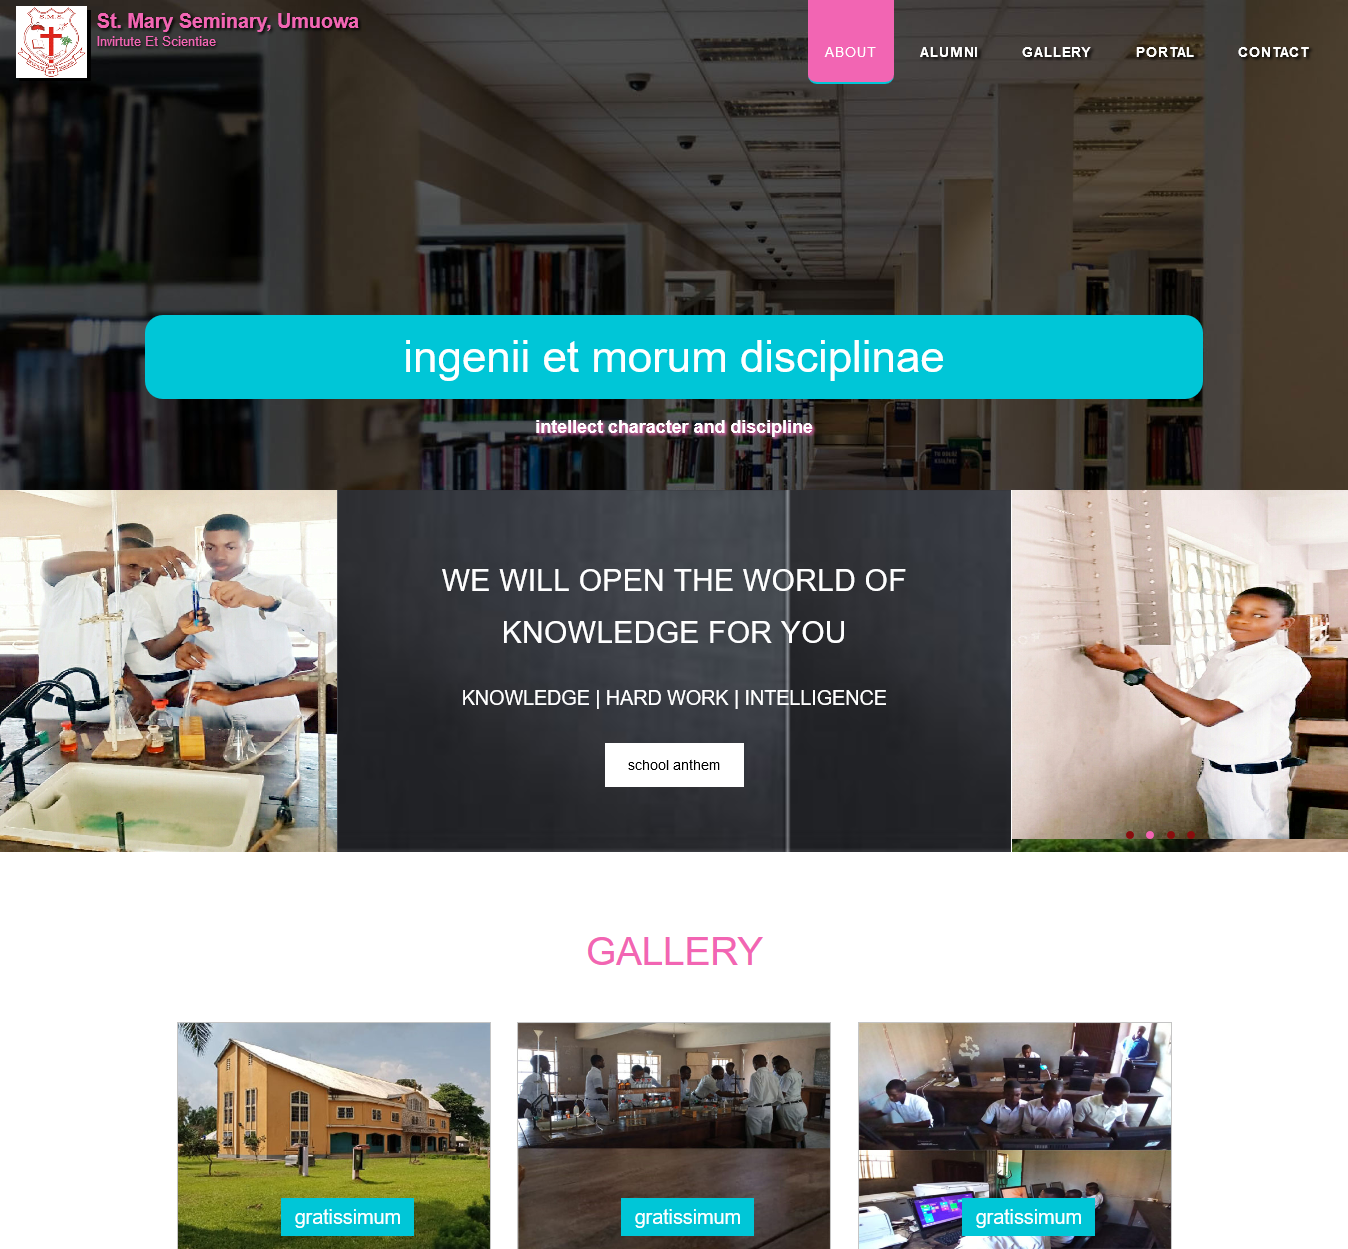 S.M.S.
St. Mary Seminary, Umuowa
Invirtute Et Scientiae
ABOUT
ALUMNI
GALLERY
PORTAL
CONTACT
ingenii et morum disciplinae
intellect character and discipline
WE WILL OPEN THE WORLD OF
KNOWLEDGE FOR YOU
KNOWLEDGE | HARD WORK | INTELLIGENCE
school anthem
GALLERY
gratissimum
gratissimum
gratissimum